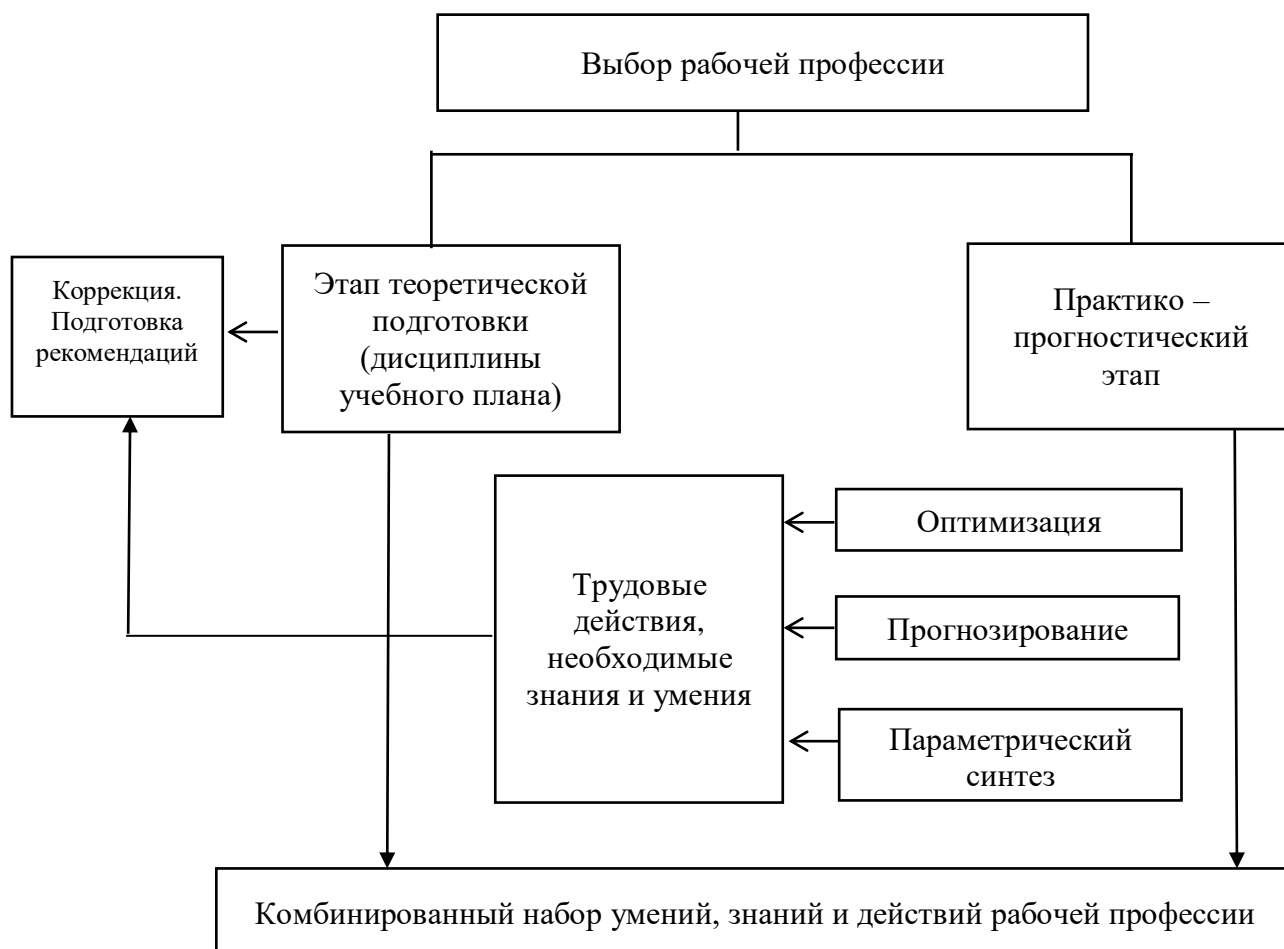 Выбор рабочей профессии
Коррекция.
Подготовка
рекомендаций
Этап теоретической
подготовки
(дисциплины
учебного плана)
Практико –
прогностический
этап
Трудовые
действия,
необходимые
знания и умения
Оптимизация
Прогнозирование
Параметрический
синтез
Комбинированный набор умений, знаний и действий рабочей профессии